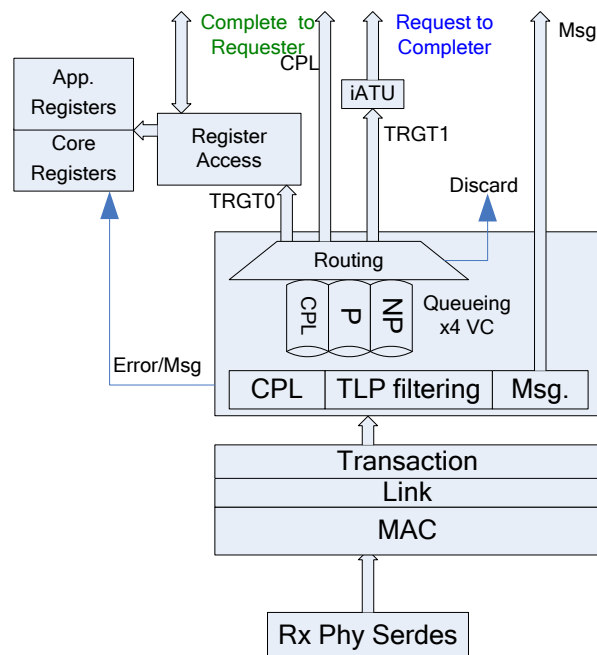 Complete to
Requester
Request to
Completer
Msg
CPL
App.
Registers
iATU
Core
Registers
Register
Access
TRGT1
Discard
TRGT0
Routing
CPL
P
NP
Queueing
x4 VC
Error/Msg
CPL
TLP filtering
Msg.
Transaction
Link
MAC
Rx Phy Serdes